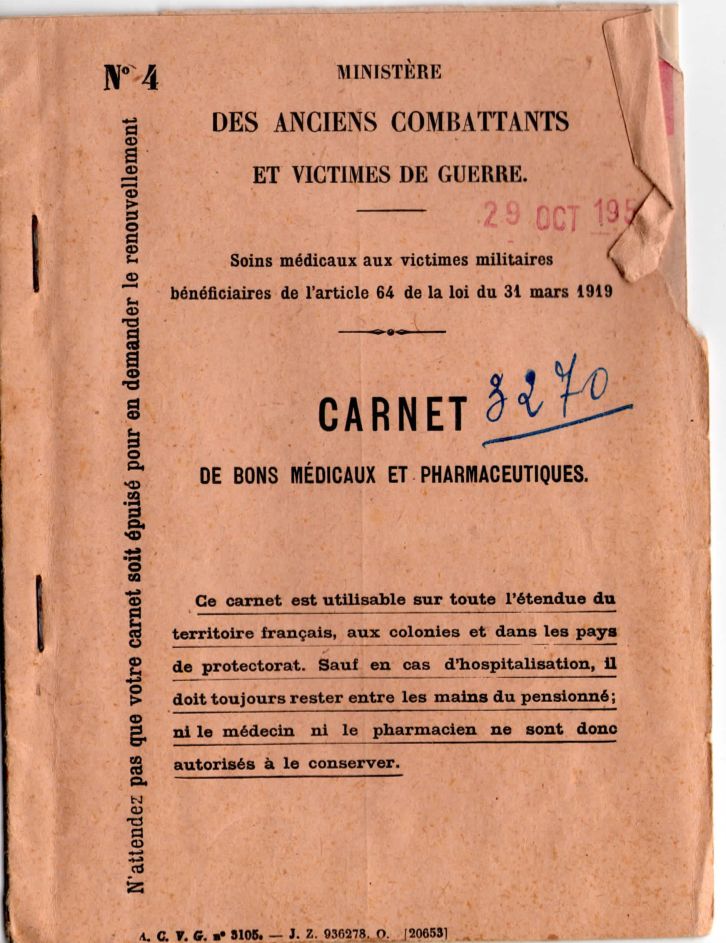 N° 4
MINISTÈRE
DES ANCIENS COMBATTANTS
ET VICTIMES DE GUERRE.
29 OCT 195
Soins médicaux aux victimes militaires
bénéficiaires de l'article 64 de la loi du 31 mars 1919
CARNET 3270
DE BONS MÉDICAUX ET PHARMACEUTIQUES.
Ce carnet est utilisable sur toute l'étendue du
territoire français, aux colonies et dans les pays
de protectorat. Sauf en cas d'hospitalisation, il
doit toujours rester entre les mains du pensionné;
ni le médecin ni le pharmacien ne sont donc
autorisés à le conserver.
N'attendez pas que votre carnet soit épuisé pour en demander le renouvellement
A. C. V. G. n° 3105. — J. Z. 936278. O. [20653]